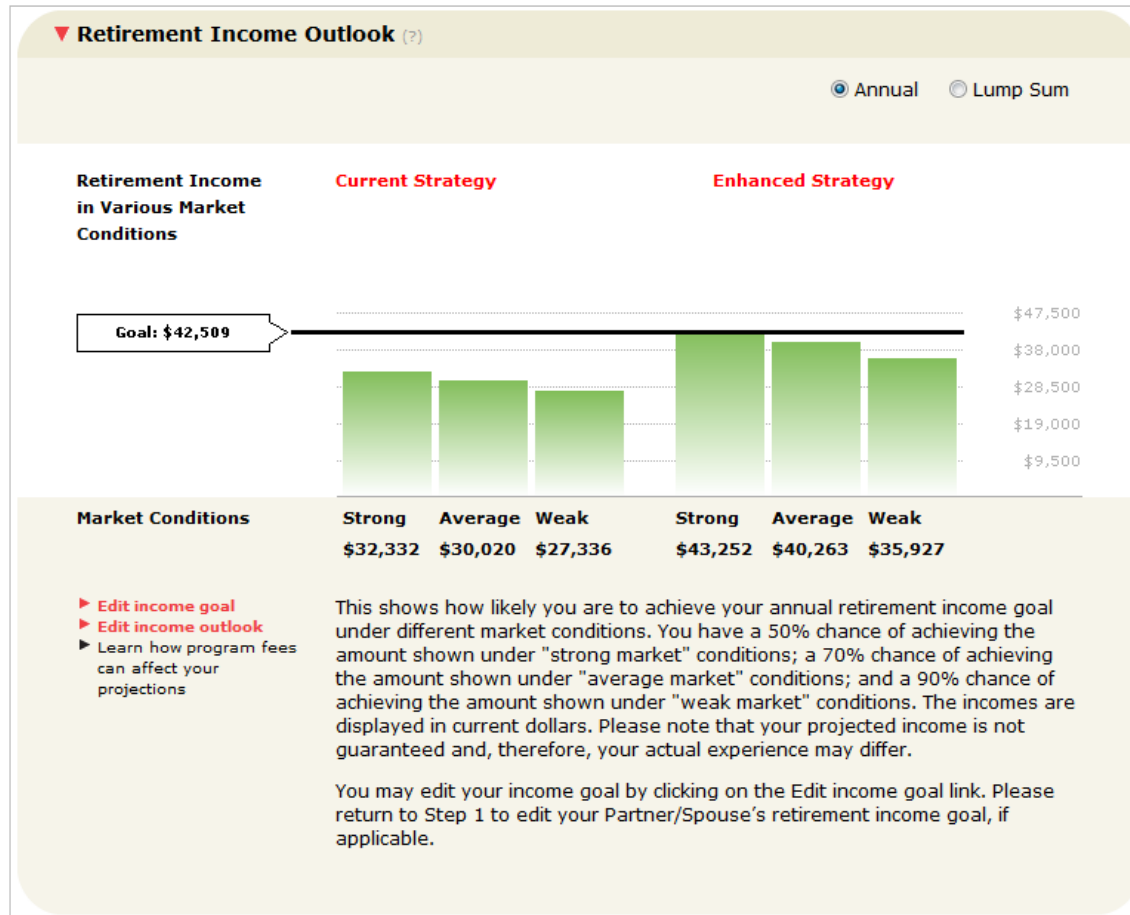 Retirement Income Outlook (?)
Annual Lump Sum
Retirement Income
in Various Market
Conditions
Current Strategy
Enhanced Strategy
Goal: $42,509
$47,500
$38,000
$28,500
$19,000
$9,500
Market Conditions
Strong Average Weak Strong Average Weak
$32,332 $30,020 $27,336 $43,252 $40,263 $35,927
Edit income goal
Edit income outlook
Learn how program fees
can affect your
projections
This shows how likely you are to achieve your annual retirement income goal
under different market conditions. You have a 50% chance of achieving the
amount shown under "strong market" conditions; a 70% chance of achieving
the amount shown under "average market" conditions; and a 90% chance of
achieving the amount shown under "weak market" conditions. The incomes are
displayed in current dollars. Please note that your projected income is not
guaranteed and, therefore, your actual experience may differ.
You may edit your income goal by clicking on the Edit income goal link. Please
return to Step 1 to edit your Partner/Spouse’s retirement income goal, if
applicable.